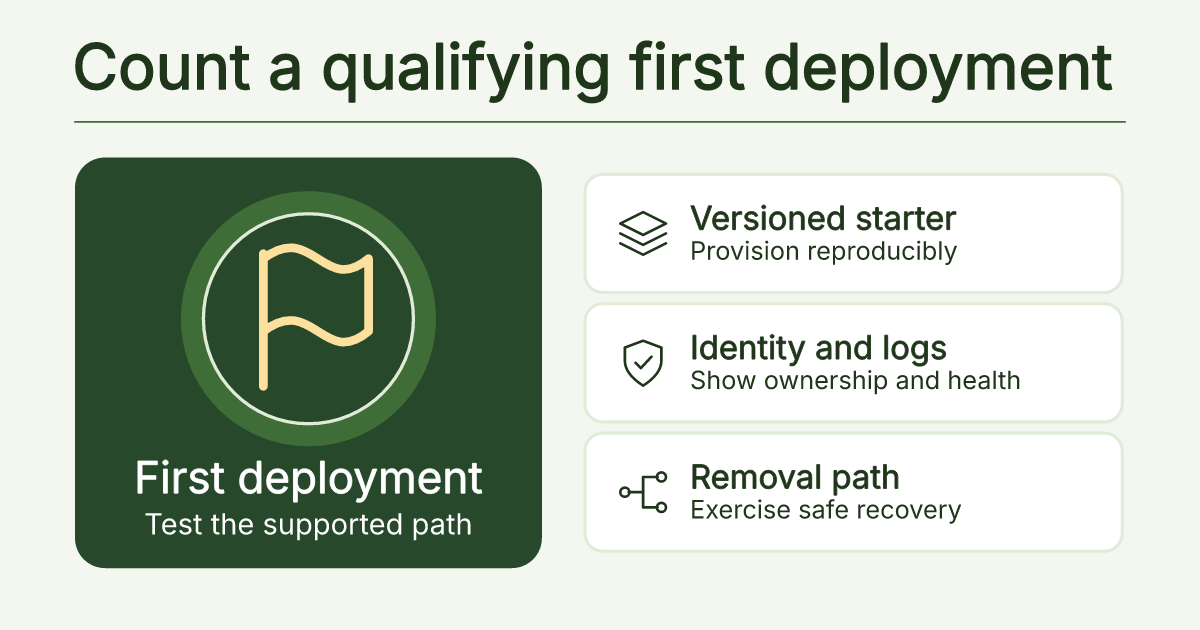 Count a qualifying first deployment
First deployment
Test the supported path
Versioned starter
Provision reproducibly
Identity and logs
Show ownership and health
Removal path
Exercise safe recovery